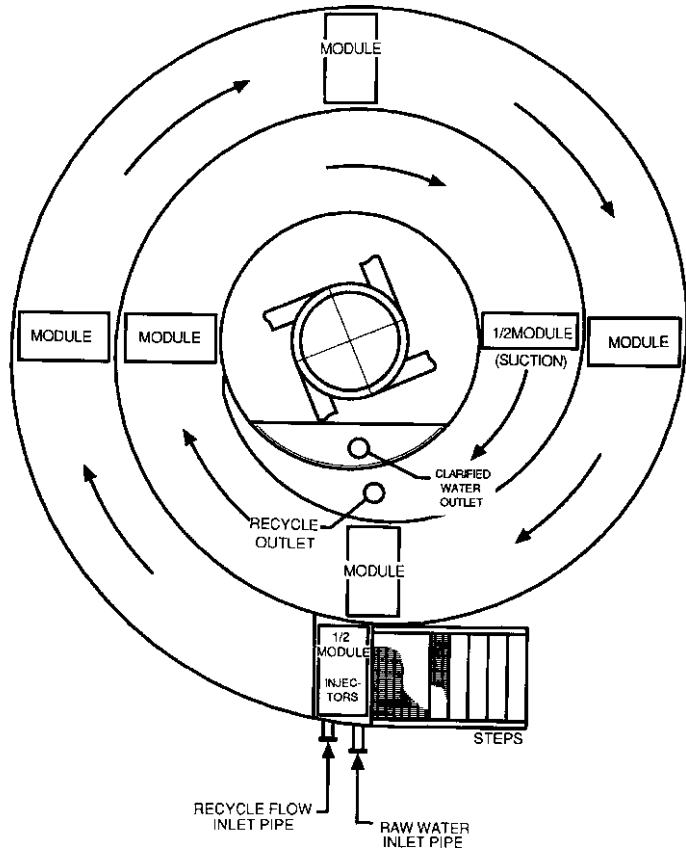 MODULE
MODULE
MODULE
1/2MODULE
(SUCTION)
MODULE
CLARIFIED
WATER
OUTLET
RECYCLE
OUTLET
MODULE
1/2
MODULE
INJEC-
TORS
STEPS
RECYCLE FLOW
INLET PIPE
RAW WATER
INLET PIPE